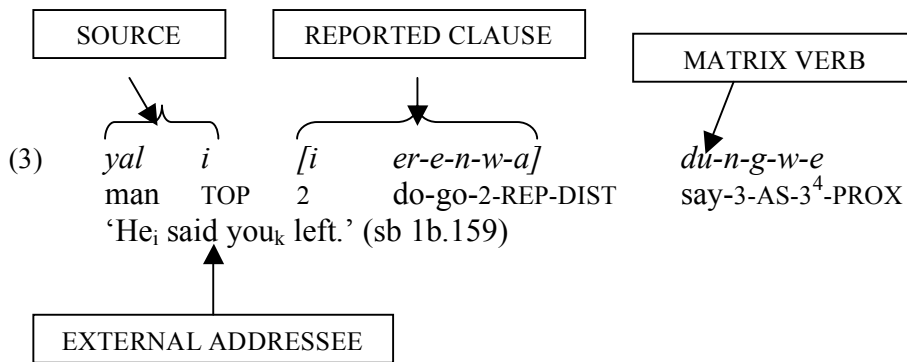 SOURCE REPORTED CLAUSE
MATRIX VERB
(3) yal i [i er-e-n-w-a] du-n-g-w-e
man TOP 2 do-go-2-REP-DIST say-3-AS-3⁴-PROX
‘Heᵢ said youₖ left.’ (sb 1b.159)
EXTERNAL ADDRESSEE